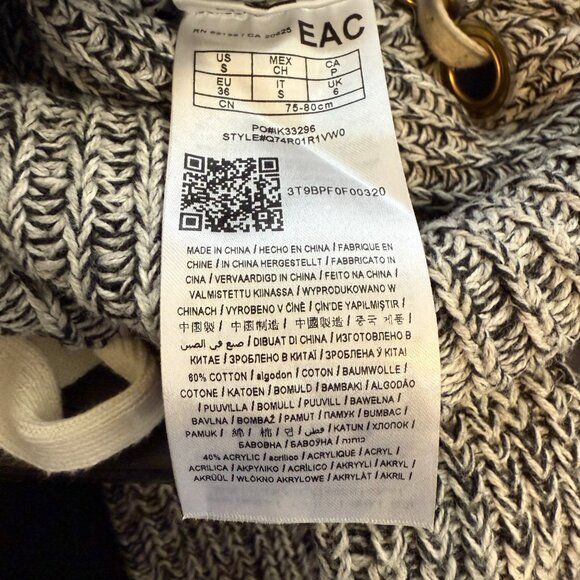 RN 62199 / CA 20625 EAC
US S MEX CH CA P
EU 36 IT S UK 6
CN 75-80cm
PO#IK33296
STYLE#Q74R01R1VW0
3T9BPF0F00320
MADE IN CHINA / HECHO EN CHINA / FABRIQUE EN
CHINE / IN CHINA HERGESTELLT / FABBRICATO IN
CINA / VERVAARDIGD IN CHINA / FEITO NA CHINA /
VALMISTETTU KIINASSA / WYPRODUKOWANO W
CHINACH / VYROBENO V ČÍNĚ / ÇİN'DE YAPILMIŞTIR /
中國製 / 中国制造 / 中國製造 / 중국 제품 /
صنع في الصين / DIBUAT DI CHINA / ИЗГОТОВЛЕНО В
КИТАЕ / ЗРОБЛЕНО В КИТАЇ / ЗРОБЛЕНА Ў КІТАІ
60% COTTON / algodon / COTON / BAUMWOLLE /
COTONE / KATOEN / BOMULD / BAMBAKI / ALGODÃO
/ PUUVILLA / BOMULL / PUUVILL / BAWEŁNA /
BAVLNA / BOMBAŽ / PAMUT / ПАМУК / BUMBAC /
PAMUK / 綿 / 棉 / 면 / قطن / KATUN / ХЛОПОК /
БАВОВНА / БАВОЎНА / כותנה
40% ACRYLIC / acrílico / ACRYLIQUE / ACRYL /
ACRILICA / ΑΚΡΥΛΙΚΟ / ACRÍLICO / AKRYYLI / AKRYL /
AKRÜÜL / WŁÓKNO AKRYLOWE / AKRYLÁT / AKRIL /